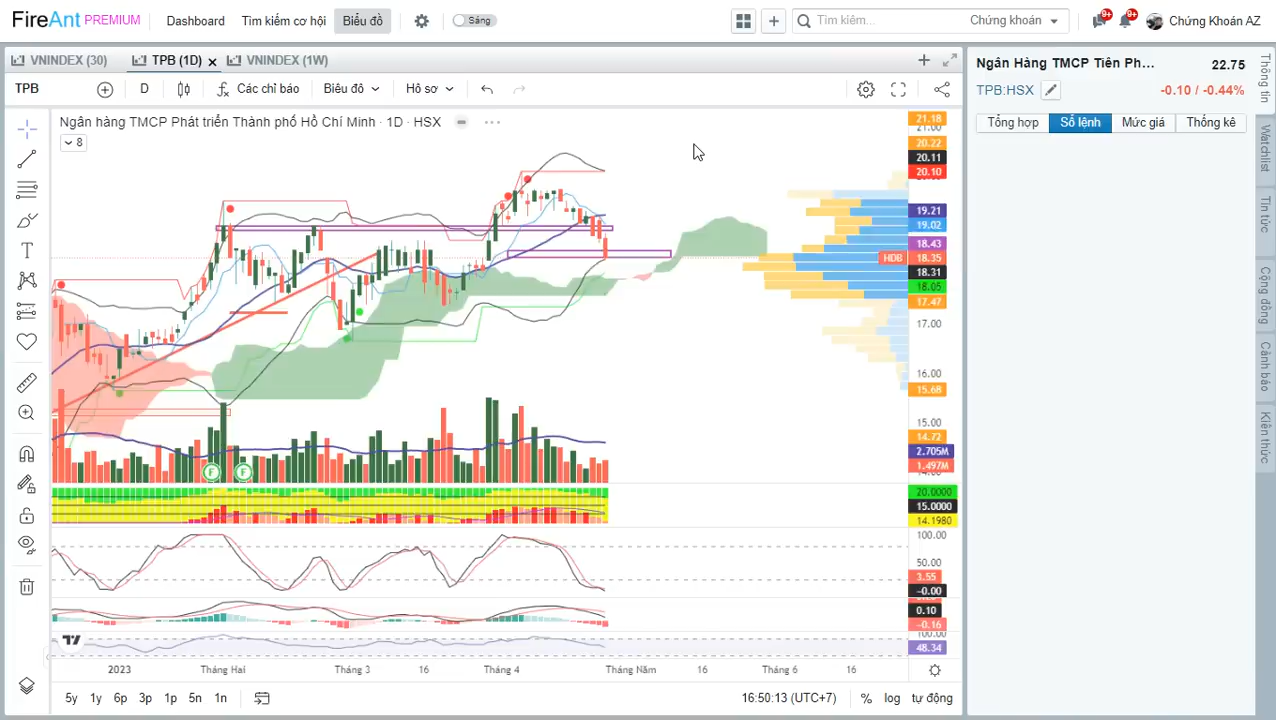 FireAnt PREMIUM
Dashboard
Tìm kiếm cơ hội
Biểu đồ
Sáng
Tìm kiếm...
Chứng khoán
9+
9+
Chứng Khoán AZ
VNINDEX (30)
TPB (1D)
VNINDEX (1W)
TPB
D
Các chỉ báo
Biểu đồ
Hồ sơ
Ngân hàng TMCP Phát triển Thành phố Hồ Chí Minh · 1D · HSX
8
21.18
21.00
20.22
20.11
20.10
19.21
19.02
18.43
HDB 18.35
18.31
18.05
17.47
17.00
16.00
15.68
15.00
14.72
2.705M
1.497M
20.0000
15.0000
14.1980
100.00
50.00
3.55
−0.00
0.10
−0.16
100.00
48.34
F
F
2023
Tháng Hai
Tháng 3
16
Tháng 4
Tháng Năm
16
Tháng 6
16
5y
1y
6p
3p
1p
5n
1n
16:50:13 (UTC+7)
%
log
tự động
Ngân Hàng TMCP Tiên Ph...
22.75
TPB:HSX
-0.10 / -0.44%
Tổng hợp
Sổ lệnh
Mức giá
Thống kê
Thông tin
Watchlist
Tin tức
Cộng đồng
Cảnh báo
Kiến thức